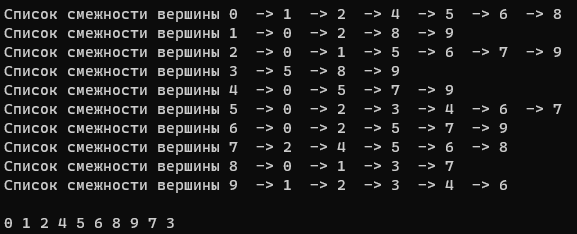 Список смежности вершины 0 -> 1 -> 2 -> 4 -> 5 -> 6 -> 8
Список смежности вершины 1 -> 0 -> 2 -> 8 -> 9
Список смежности вершины 2 -> 0 -> 1 -> 5 -> 6 -> 7 -> 9
Список смежности вершины 3 -> 5 -> 8 -> 9
Список смежности вершины 4 -> 0 -> 5 -> 7 -> 9
Список смежности вершины 5 -> 0 -> 2 -> 3 -> 4 -> 6 -> 7
Список смежности вершины 6 -> 0 -> 2 -> 5 -> 7 -> 9
Список смежности вершины 7 -> 2 -> 4 -> 5 -> 6 -> 8
Список смежности вершины 8 -> 0 -> 1 -> 3 -> 7
Список смежности вершины 9 -> 1 -> 2 -> 3 -> 4 -> 6
0 1 2 4 5 6 8 9 7 3